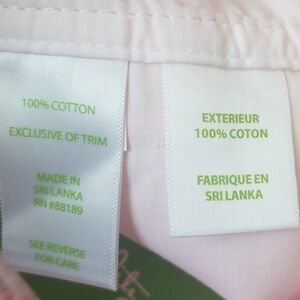 100% COTTON
EXCLUSIVE OF TRIM
MADE IN
SRI LANKA
RN #88189
SEE REVERSE
FOR CARE
EXTERIEUR
100% COTON
FABRIQUE EN
SRI LANKA